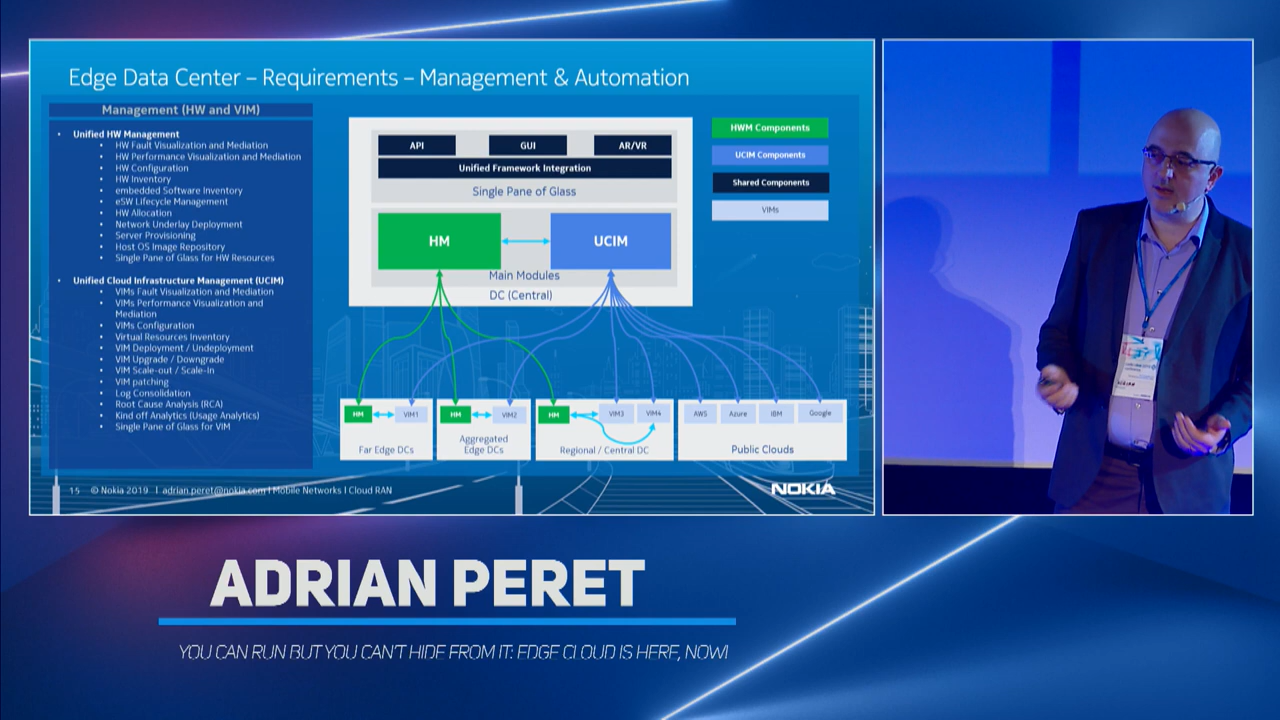 Edge Data Center – Requirements – Management & Automation
Management (HW and VIM)
• Unified HW Management
• HW Fault Visualization and Mediation
• HW Performance Visualization and Mediation
• HW Configuration
• HW Inventory
• embedded Software Inventory
• eSW Lifecycle Management
• HW Allocation
• Network Underlay Deployment
• Server Provisioning
• Host OS Image Repository
• Single Pane of Glass for HW Resources
• Unified Cloud Infrastructure Management (UCIM)
• VIMs Fault Visualization and Mediation
• VIMs Performance Visualization and
Mediation
• VIMs Configuration
• Virtual Resources Inventory
• VIM Deployment / Undeployment
• VIM Upgrade / Downgrade
• VIM Scale-out / Scale-In
• VIM patching
• Log Consolidation
• Root Cause Analysis (RCA)
• Kind off Analytics (Usage Analytics)
• Single Pane of Glass for VIM
API GUI AR/VR
Unified Framework Integration
Single Pane of Glass
HM UCIM
Main Modules
DC (Central)
HWM Components
UCIM Components
Shared Components
VIMs
HM VIM1
Far Edge DCs
HM VIM2
Aggregated
Edge DCs
HM VIM3 VIM4
Regional / Central DC
AWS Azure IBM Google
Public Clouds
15 © Nokia 2019 I adrian.peret@nokia.com I Mobile Networks I Cloud RAN
NOKIA
ADRIAN PERET
YOU CAN RUN BUT YOU CAN'T HIDE FROM IT: EDGE CLOUD IS HERE, NOW!